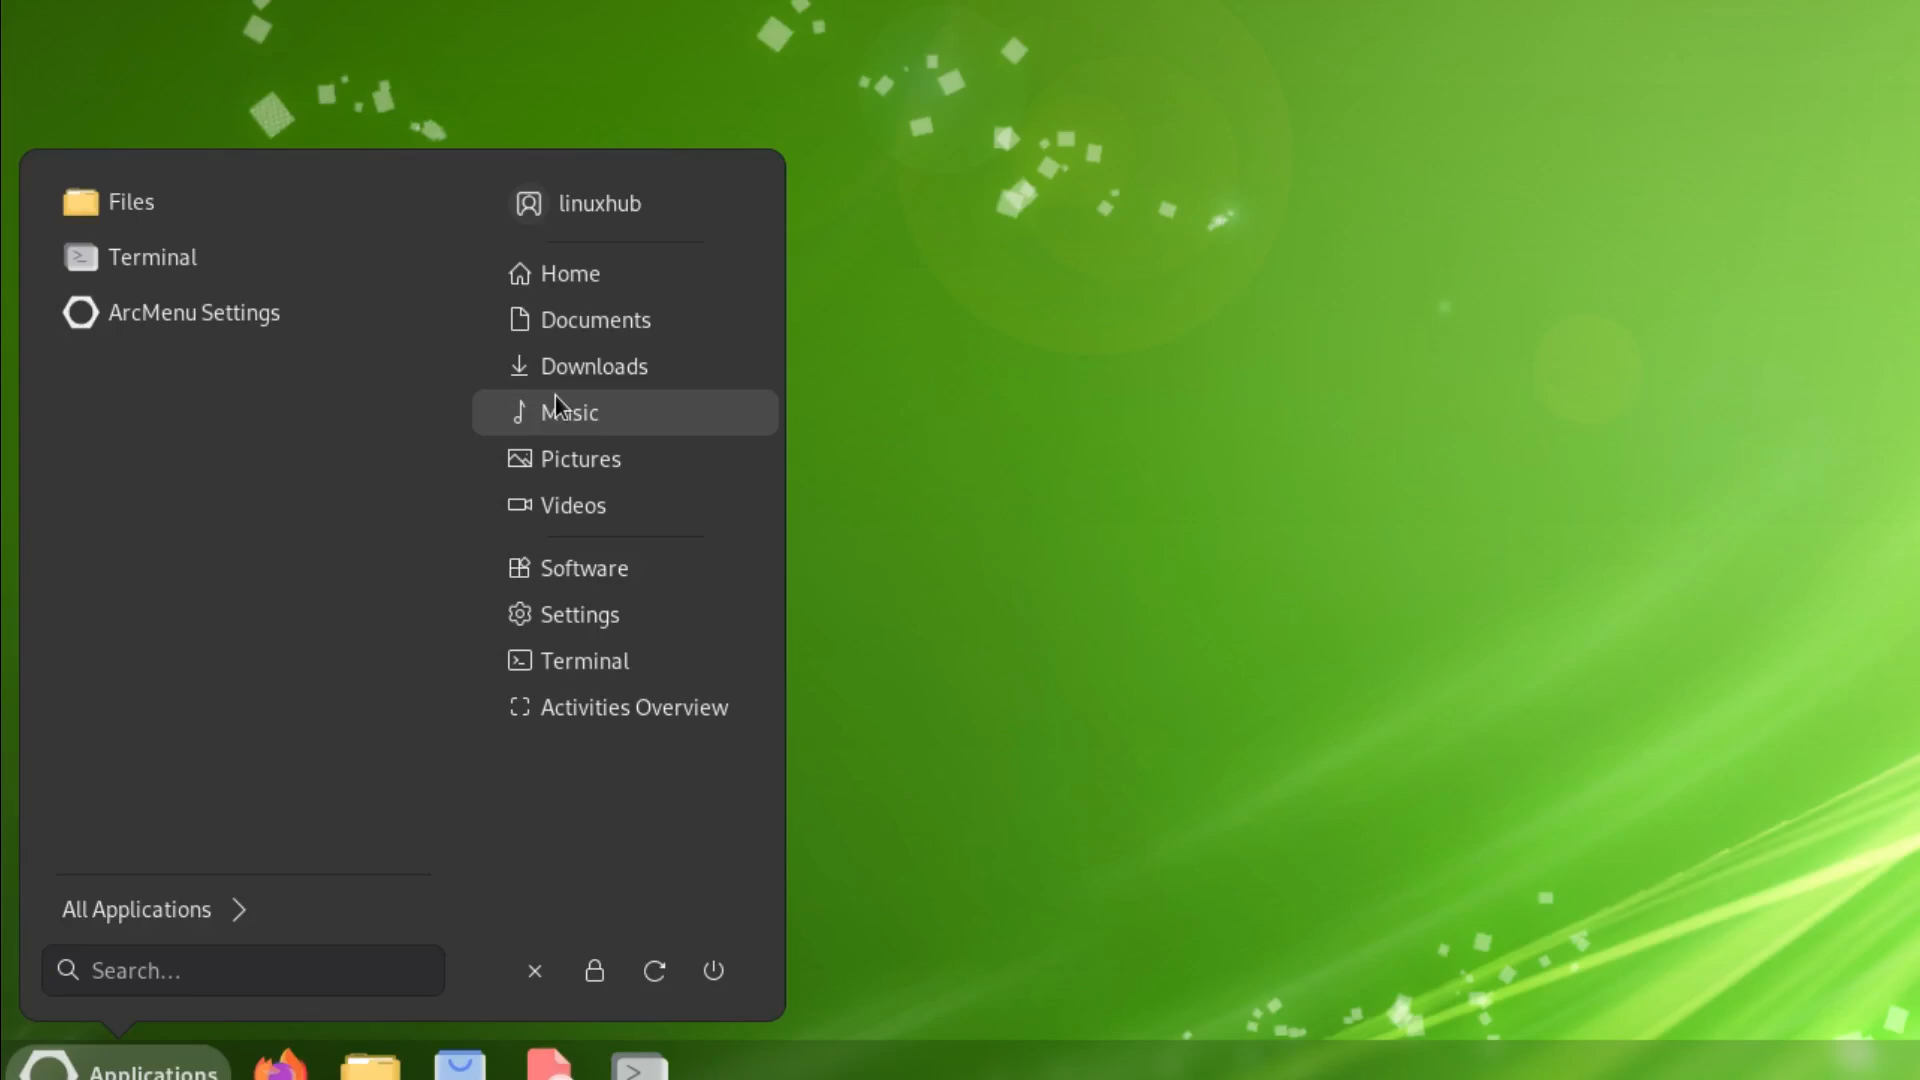 Files
Terminal
ArcMenu Settings
All Applications
Search...
linuxhub
Home
Documents
Downloads
Music
Pictures
Videos
Software
Settings
Terminal
Activities Overview
Applications